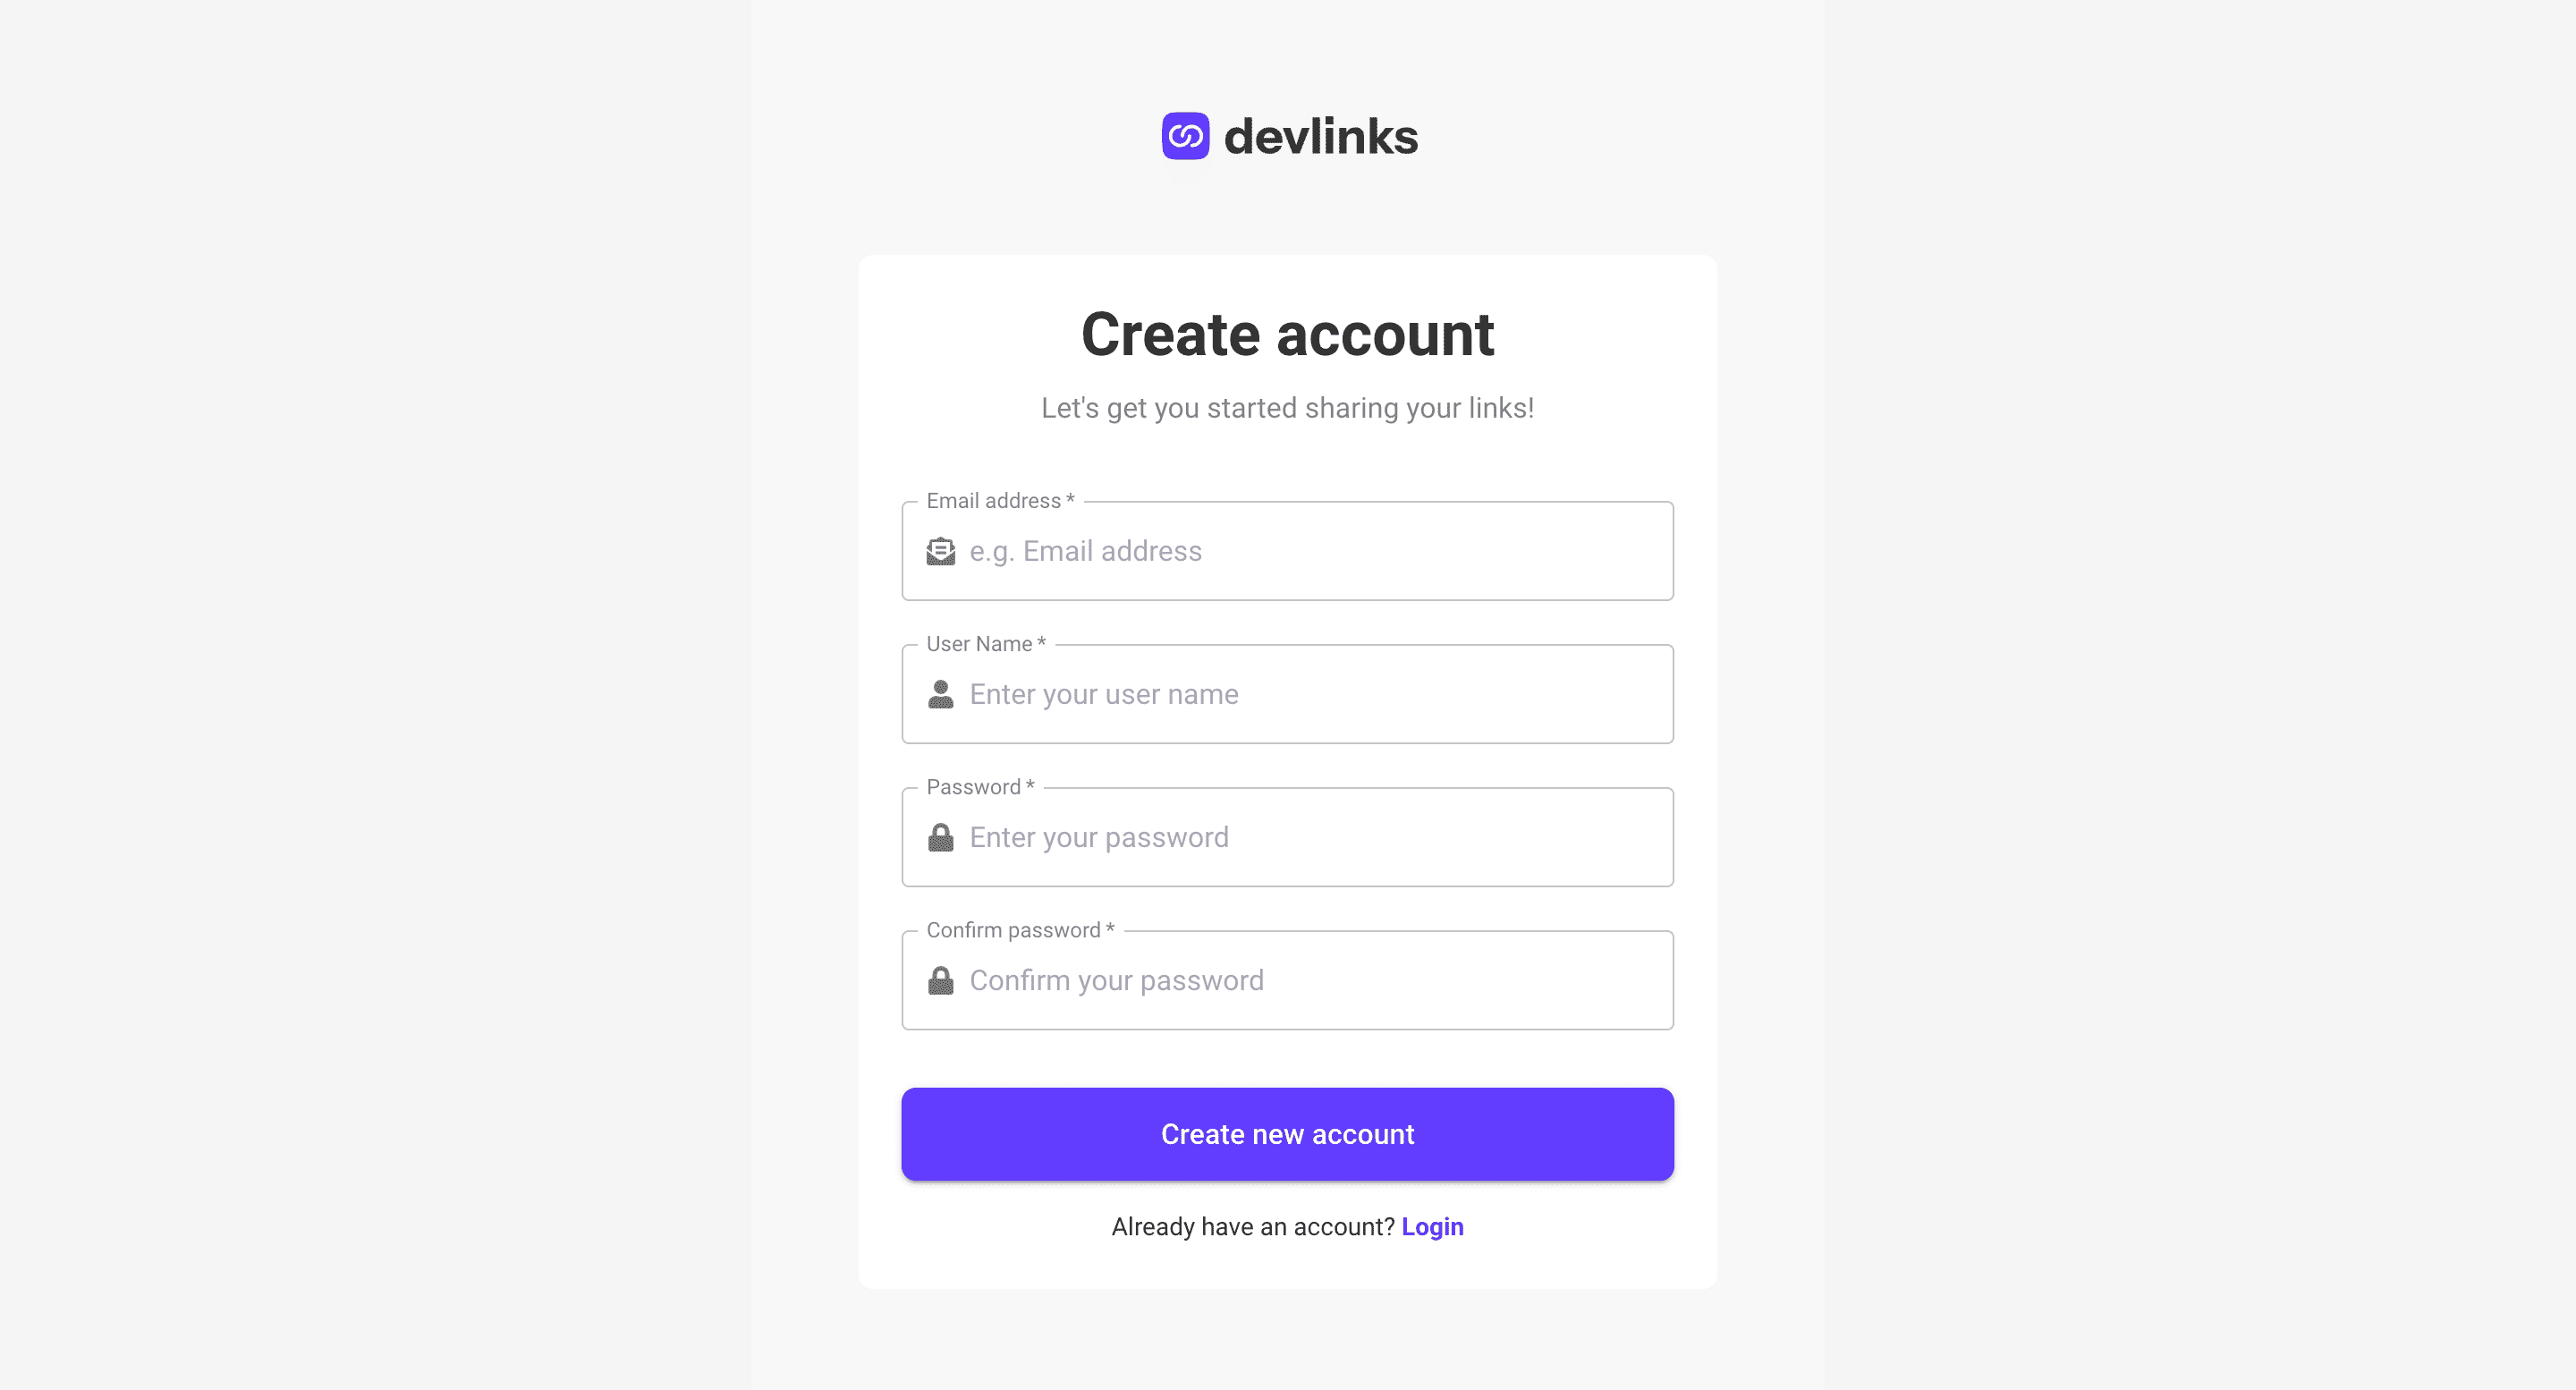 devlinks
Create account
Let's get you started sharing your links!
Email address *
e.g. Email address
User Name *
Enter your user name
Password *
Enter your password
Confirm password *
Confirm your password
Create new account
Already have an account? Login